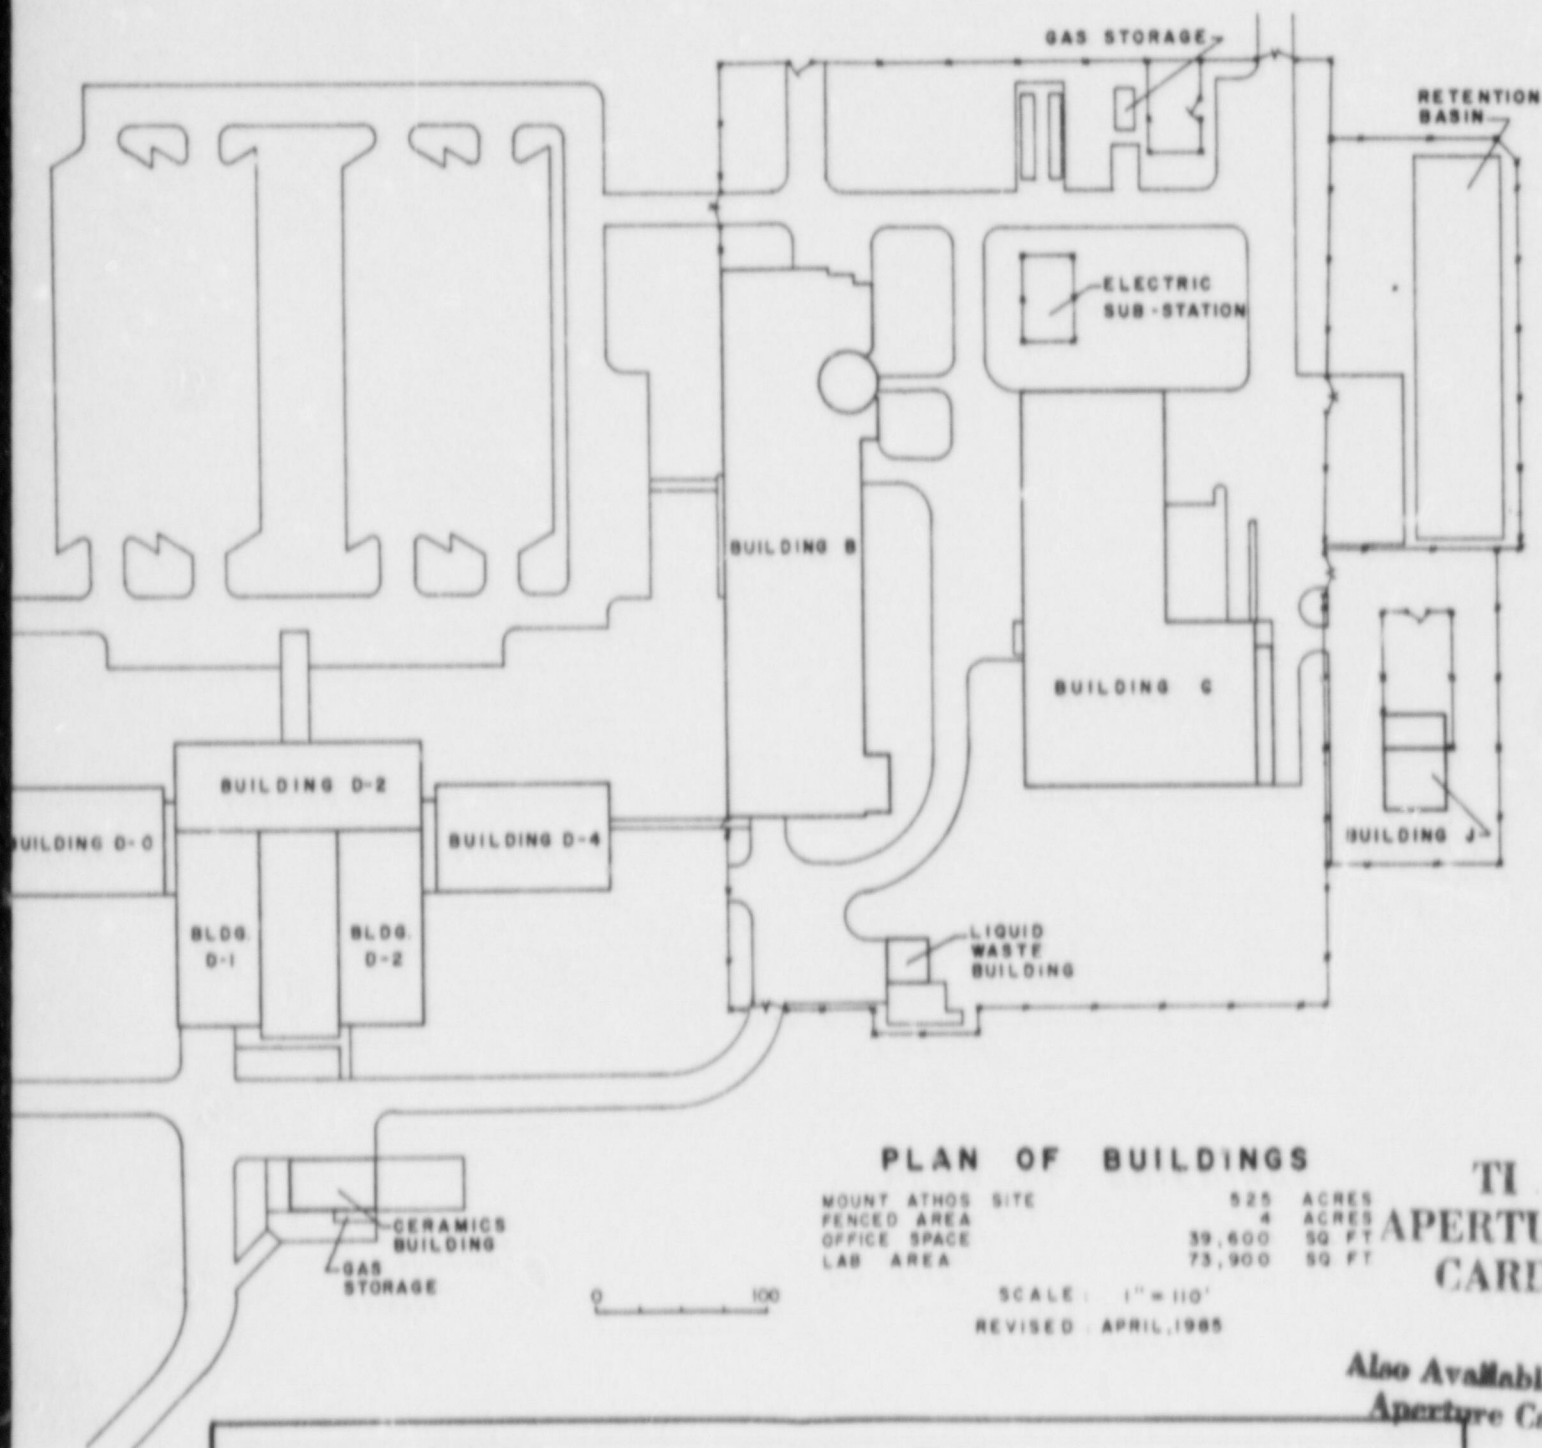 GAS STORAGE
RETENTION
BASIN
ELECTRIC
SUB-STATION
BUILDING B
BUILDING
BUILDING D-2
BUILDING D-0
BUILDING D-4
BUILDING J
BLDG.
D-1
BLDG.
D-2
LIQUID
WASTE
BUILDING
PLAN OF BUILDINGS
MOUNT ATHOS SITE 525 ACRES
FENCED AREA 4 ACRES
OFFICE SPACE 39,600 SQ FT
LAB AREA 73,900 SQ FT
SCALE: 1" = 110'
REVISED: APRIL, 1985
CERAMICS
BUILDING
GAS
STORAGE
0 100
TI
APERTU
CARD
Also Availabl
Aperture Ca